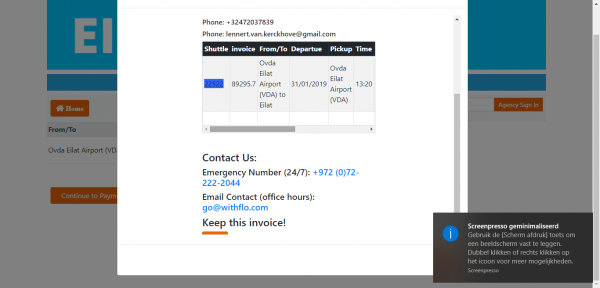 Phone: +32472037839
Phone: lennert.van.kerckhove@gmail.com
Shuttle invoice From/To Departue Pickup Time
89295.7 Ovda Eilat Airport (VDA) to Eilat 31/01/2019 Ovda Eilat Airport (VDA) 13:20
Contact Us:
Emergency Number (24/7): +972 (0)72-
222-2044
Email Contact (office hours):
go@withflo.com
Keep this invoice!
Home
Agency Sign In
From/To
Ovda Eilat Airport (VD
Continue to Payme
Screenpresso geminimaliseerd
Gebruik de [Scherm afdruk] toets om
een beeldscherm vast te leggen.
Dubbel klikken of rechts klikken op
het icoon voor meer mogelijkheden.
Screenpresso